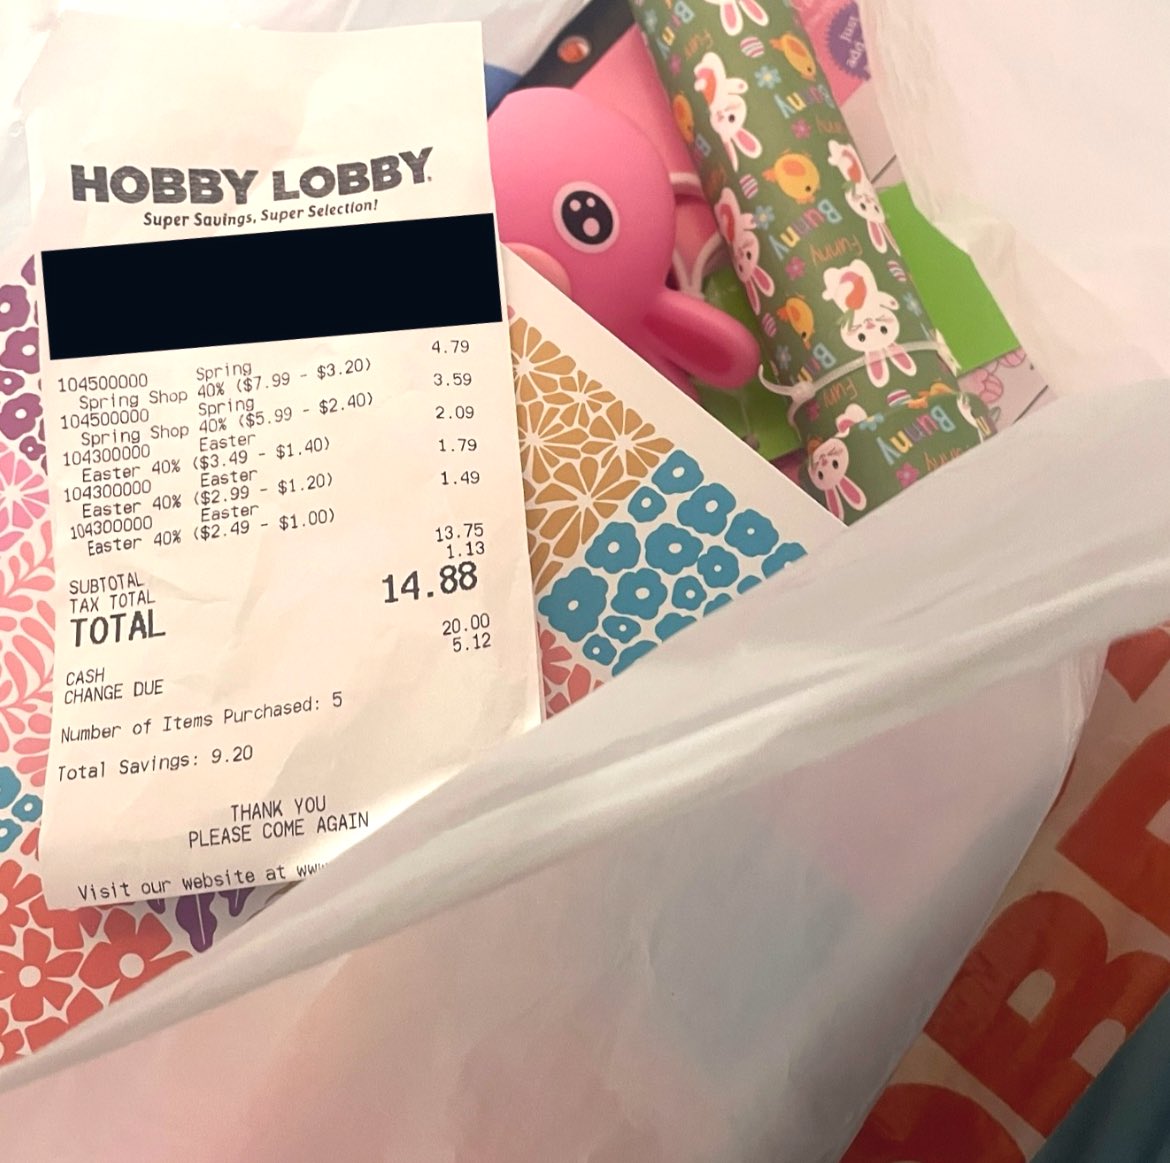 HOBBY LOBBY
Super Savings, Super Selection!
104500000 Spring 4.79
Spring Shop 40% ($7.99 - $3.20)
104500000 Spring 3.59
Spring Shop 40% ($5.99 - $2.40)
104300000 Easter 2.09
Easter 40% ($3.49 - $1.40)
104300000 Easter 1.79
Easter 40% ($2.99 - $1.20)
104300000 Easter 1.49
Easter 40% ($2.49 - $1.00)
SUBTOTAL 13.75
TAX TOTAL 1.13
TOTAL 14.88
CASH 20.00
CHANGE DUE 5.12
Number of Items Purchased: 5
Total Savings: 9.20
THANK YOU
PLEASE COME AGAIN
Visit our website at
Bunny
Funny
Bunny
Funny
Bunny